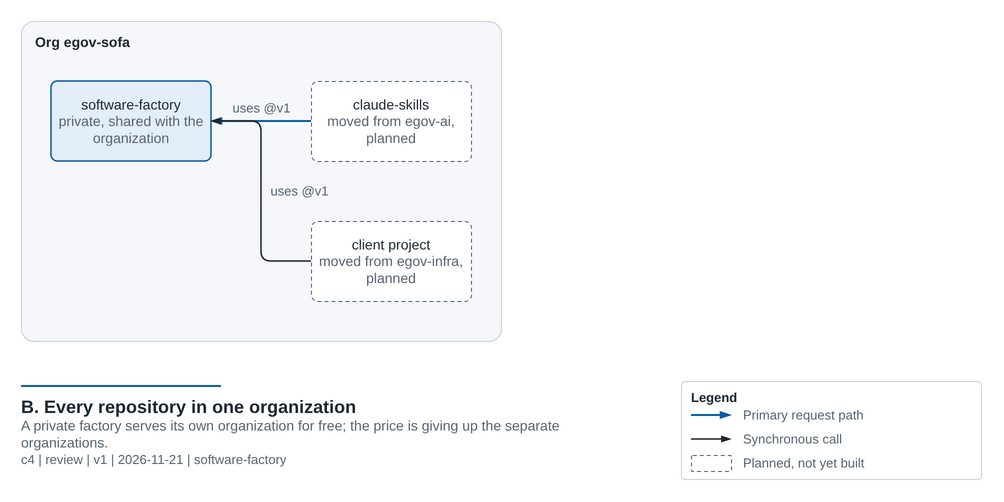 Org egov-sofa
software-factory
private, shared with the
organization
uses @v1
claude-skills
moved from egov-ai,
planned
uses @v1
client project
moved from egov-infra,
planned
B. Every repository in one organization
A private factory serves its own organization for free; the price is giving up the separate
organizations.
c4 | review | v1 | 2026-11-21 | software-factory
Legend
Primary request path
Synchronous call
Planned, not yet built